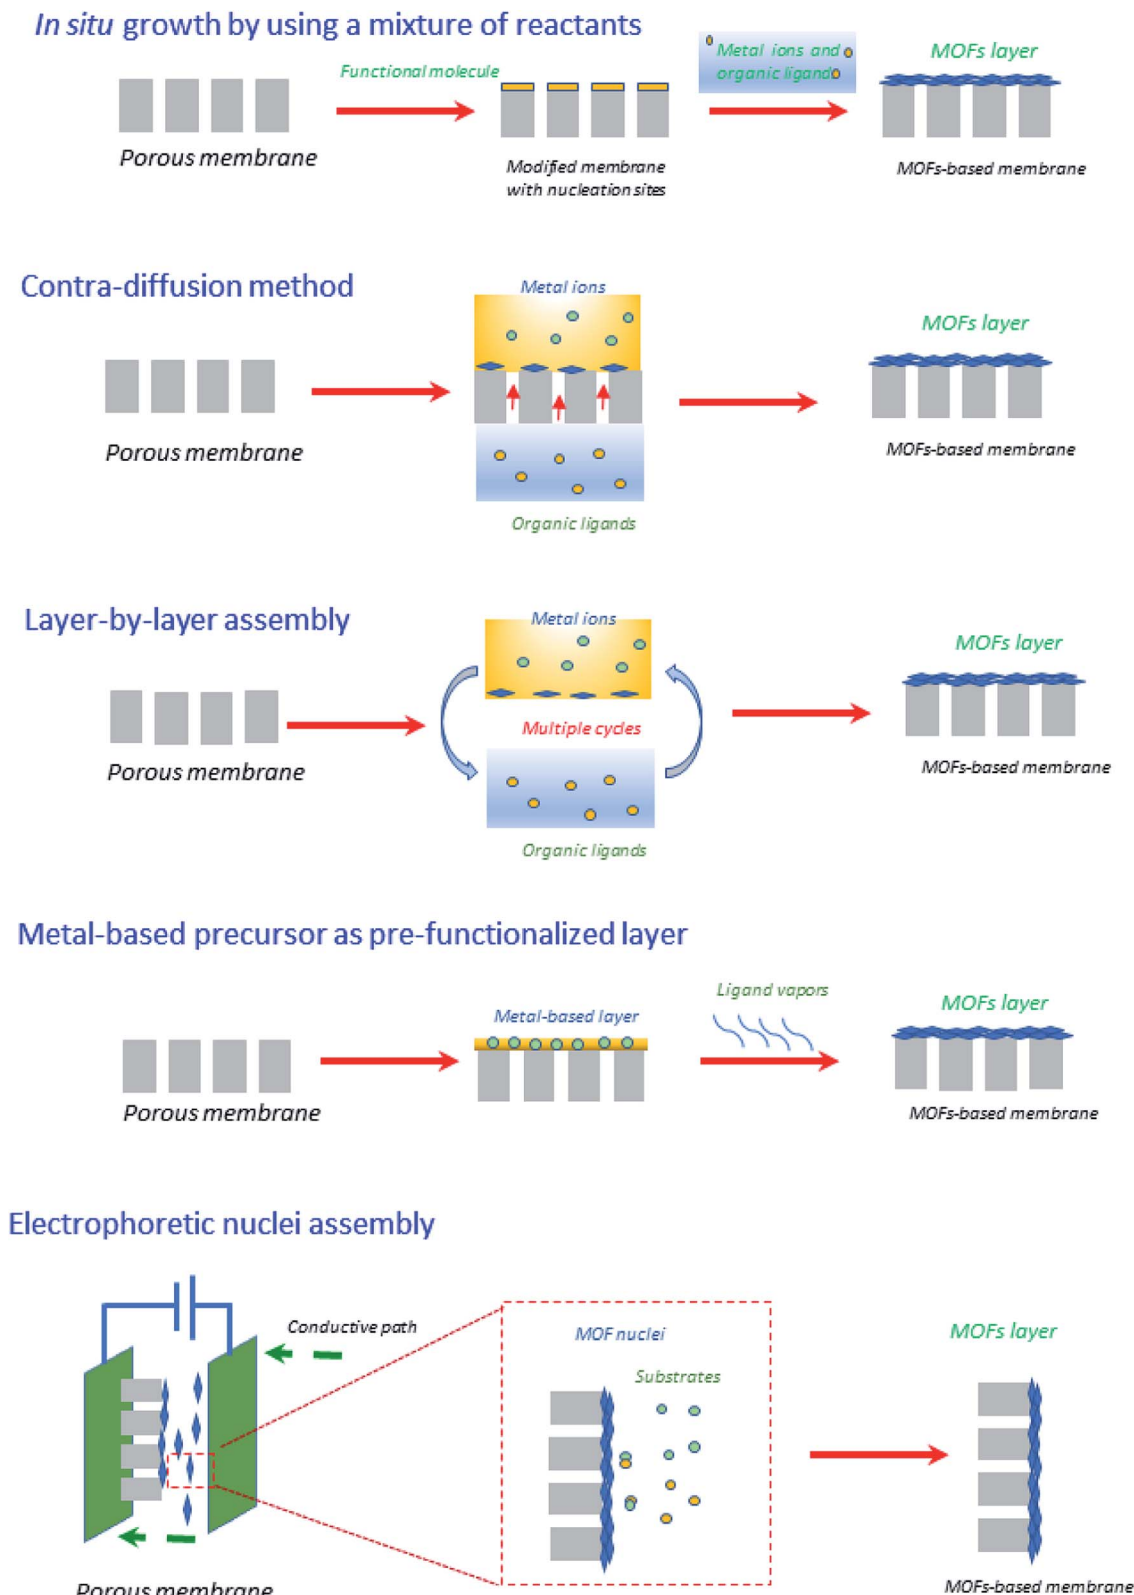 In situ growth by using a mixture of reactants
Functional molecule
Metal ions and
organic ligand
MOFs layer
Porous membrane
Modified membrane
with nucleation sites
MOFs-based membrane
Contra-diffusion method
Metal ions
MOFs layer
Porous membrane
MOFs-based membrane
Organic ligands
Layer-by-layer assembly
Metal ions
MOFs layer
Multiple cycles
Porous membrane
MOFs-based membrane
Organic ligands
Metal-based precursor as pre-functionalized layer
Ligand vapors
Metal-based layer
MOFs layer
Porous membrane
MOFs-based membrane
Electrophoretic nuclei assembly
Conductive path
MOF nuclei
MOFs layer
Substrates
Porous membrane
MOFs-based membrane